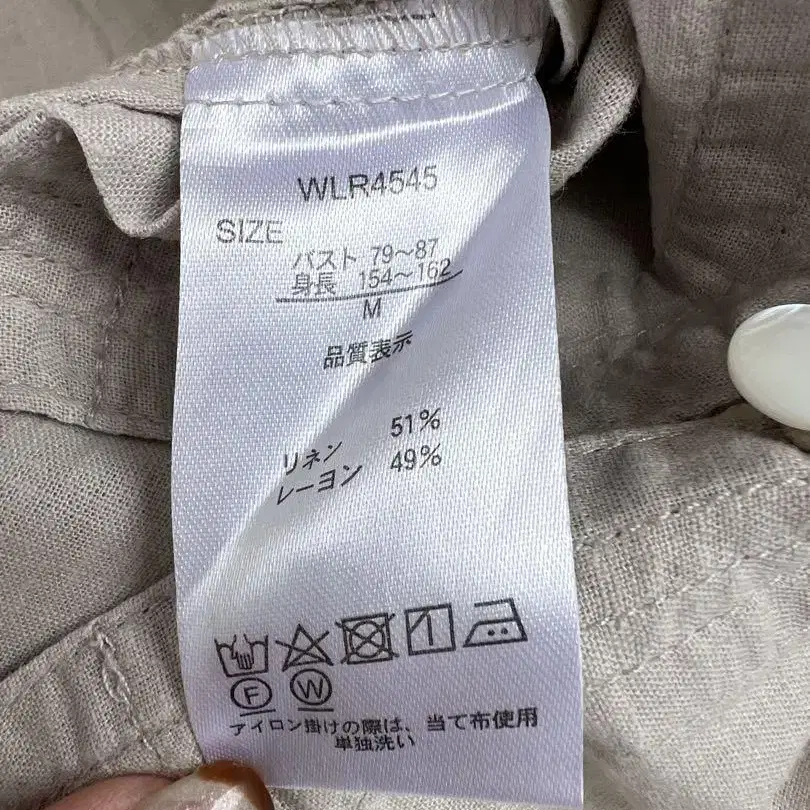 WLR4545
SIZE
バスト 79～87
身長 154～162
M
品質表示
リネン 51%
レーヨン 49%
F W
アイロン掛けの際は、当て布使用
単独洗い